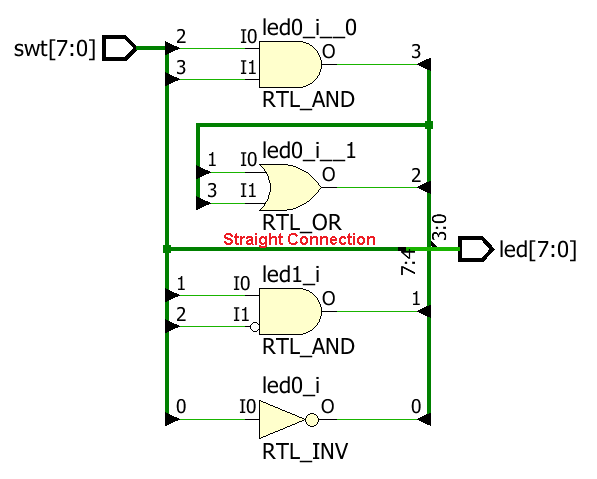 led0_i__0
swt[7:0]
2 I0 O 3
3 I1
RTL_AND
led0_i__1
1 I0 O 2
3 I1
RTL_OR
Straight Connection
7:4
3:0
led[7:0]
led1_i
1 I0 O 1
2 I1
RTL_AND
led0_i
0 I0 O 0
RTL_INV